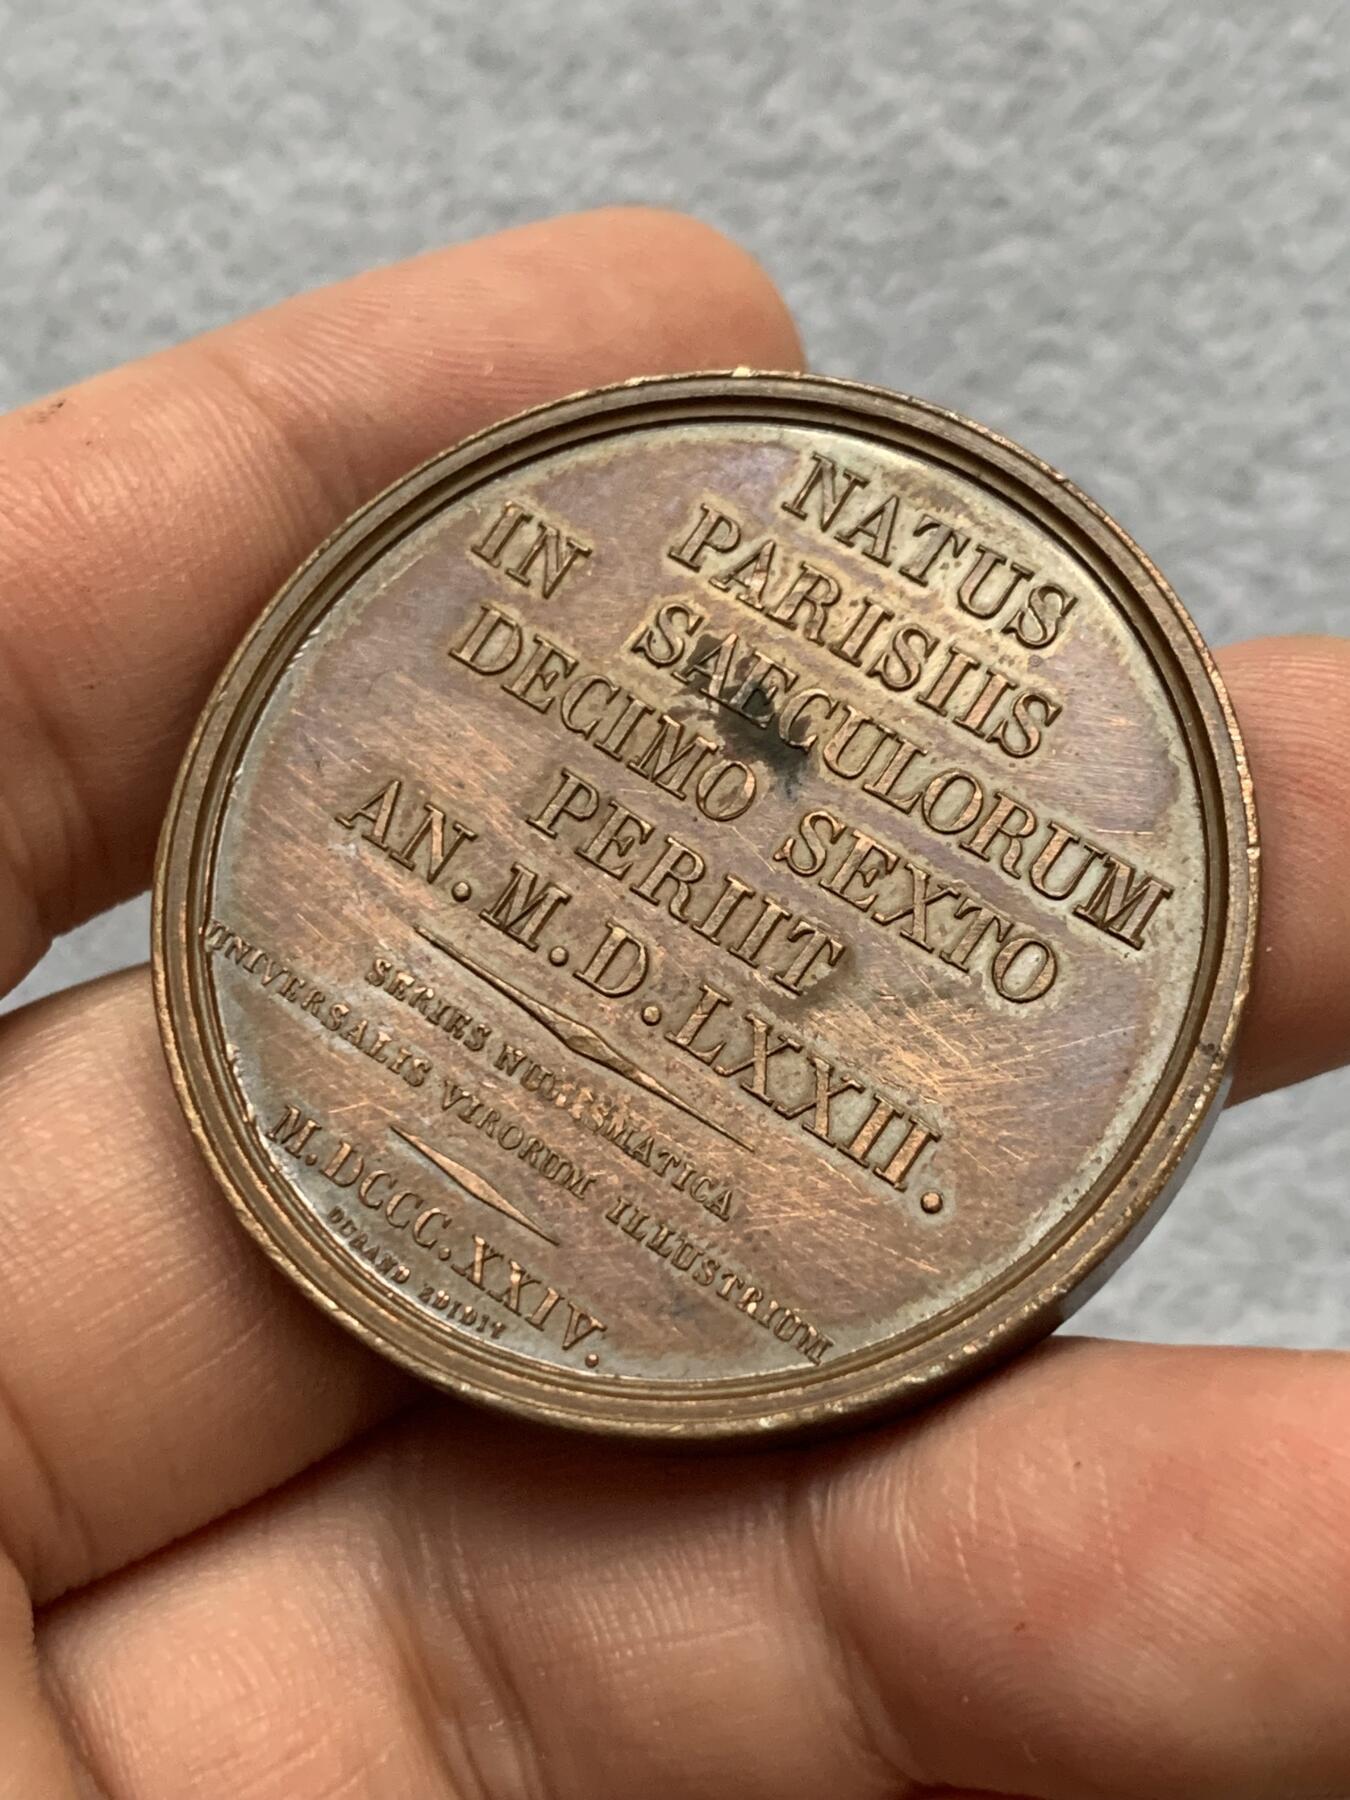 NATUS
PARISIIS
IN SAECULORUM
DECIMO SEXTO
PERIIT
AN. M. D. LXXII.
SERIES NUMISMATICA
UNIVERSALIS VIRORUM ILLUSTRIUM
M. DCCC. XXIV.
DURAND EDIDIT